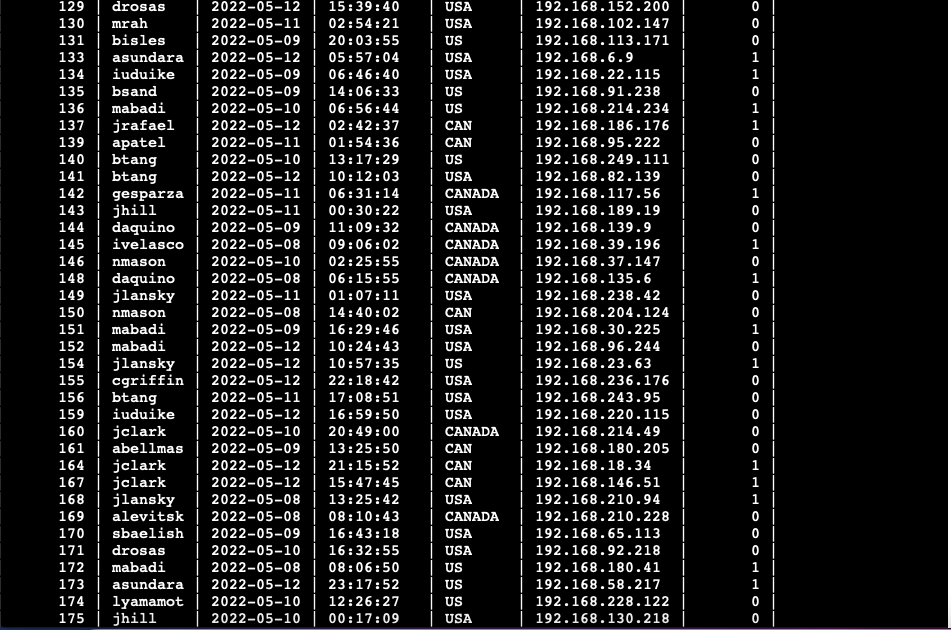 129 | drosas | 2022-05-12 | 15:39:40 | USA | 192.168.152.200 | 0 |
130 | mrah | 2022-05-11 | 02:54:21 | USA | 192.168.102.147 | 0 |
131 | bisles | 2022-05-09 | 20:03:55 | US | 192.168.113.171 | 0 |
133 | asundara | 2022-05-12 | 05:57:04 | USA | 192.168.6.9 | 1 |
134 | iuduike | 2022-05-09 | 06:46:40 | USA | 192.168.22.115 | 1 |
135 | bsand | 2022-05-09 | 14:06:33 | US | 192.168.91.238 | 0 |
136 | mabadi | 2022-05-10 | 06:56:44 | US | 192.168.214.234 | 1 |
137 | jrafael | 2022-05-12 | 02:42:37 | CAN | 192.168.186.176 | 1 |
139 | apatel | 2022-05-11 | 01:54:36 | CAN | 192.168.95.222 | 0 |
140 | btang | 2022-05-10 | 13:17:29 | US | 192.168.249.111 | 0 |
141 | btang | 2022-05-12 | 10:12:03 | USA | 192.168.82.139 | 0 |
142 | gesparza | 2022-05-11 | 06:31:14 | CANADA | 192.168.117.56 | 1 |
143 | jhill | 2022-05-11 | 00:30:22 | USA | 192.168.189.19 | 0 |
144 | daquino | 2022-05-09 | 11:09:32 | CANADA | 192.168.139.9 | 0 |
145 | ivelasco | 2022-05-08 | 09:06:02 | CANADA | 192.168.39.196 | 1 |
146 | nmason | 2022-05-10 | 02:25:55 | CANADA | 192.168.37.147 | 0 |
148 | daquino | 2022-05-08 | 06:15:55 | CANADA | 192.168.135.6 | 1 |
149 | jlansky | 2022-05-11 | 01:07:11 | USA | 192.168.238.42 | 0 |
150 | nmason | 2022-05-08 | 14:40:02 | CAN | 192.168.204.124 | 0 |
151 | mabadi | 2022-05-09 | 16:29:46 | USA | 192.168.30.225 | 1 |
152 | mabadi | 2022-05-12 | 10:24:43 | USA | 192.168.96.244 | 0 |
154 | jlansky | 2022-05-12 | 10:57:35 | US | 192.168.23.63 | 1 |
155 | cgriffin | 2022-05-12 | 22:18:42 | USA | 192.168.236.176 | 0 |
156 | btang | 2022-05-11 | 17:08:51 | USA | 192.168.243.95 | 0 |
159 | iuduike | 2022-05-12 | 16:59:50 | USA | 192.168.220.115 | 0 |
160 | jclark | 2022-05-10 | 20:49:00 | CANADA | 192.168.214.49 | 0 |
161 | abellmas | 2022-05-09 | 13:25:50 | CAN | 192.168.180.205 | 0 |
164 | jclark | 2022-05-12 | 21:15:52 | CAN | 192.168.18.34 | 1 |
167 | jclark | 2022-05-12 | 15:47:45 | CAN | 192.168.146.51 | 1 |
168 | jlansky | 2022-05-08 | 13:25:42 | USA | 192.168.210.94 | 1 |
169 | alevitsk | 2022-05-08 | 08:10:43 | CANADA | 192.168.210.228 | 0 |
170 | sbaelish | 2022-05-09 | 16:43:18 | USA | 192.168.65.113 | 0 |
171 | drosas | 2022-05-10 | 16:32:55 | USA | 192.168.92.218 | 0 |
172 | mabadi | 2022-05-08 | 08:06:50 | US | 192.168.180.41 | 1 |
173 | asundara | 2022-05-12 | 23:17:52 | US | 192.168.58.217 | 1 |
174 | lyamamot | 2022-05-10 | 12:26:27 | US | 192.168.228.122 | 0 |
175 | jhill | 2022-05-10 | 00:17:09 | USA | 192.168.130.218 | 0 |